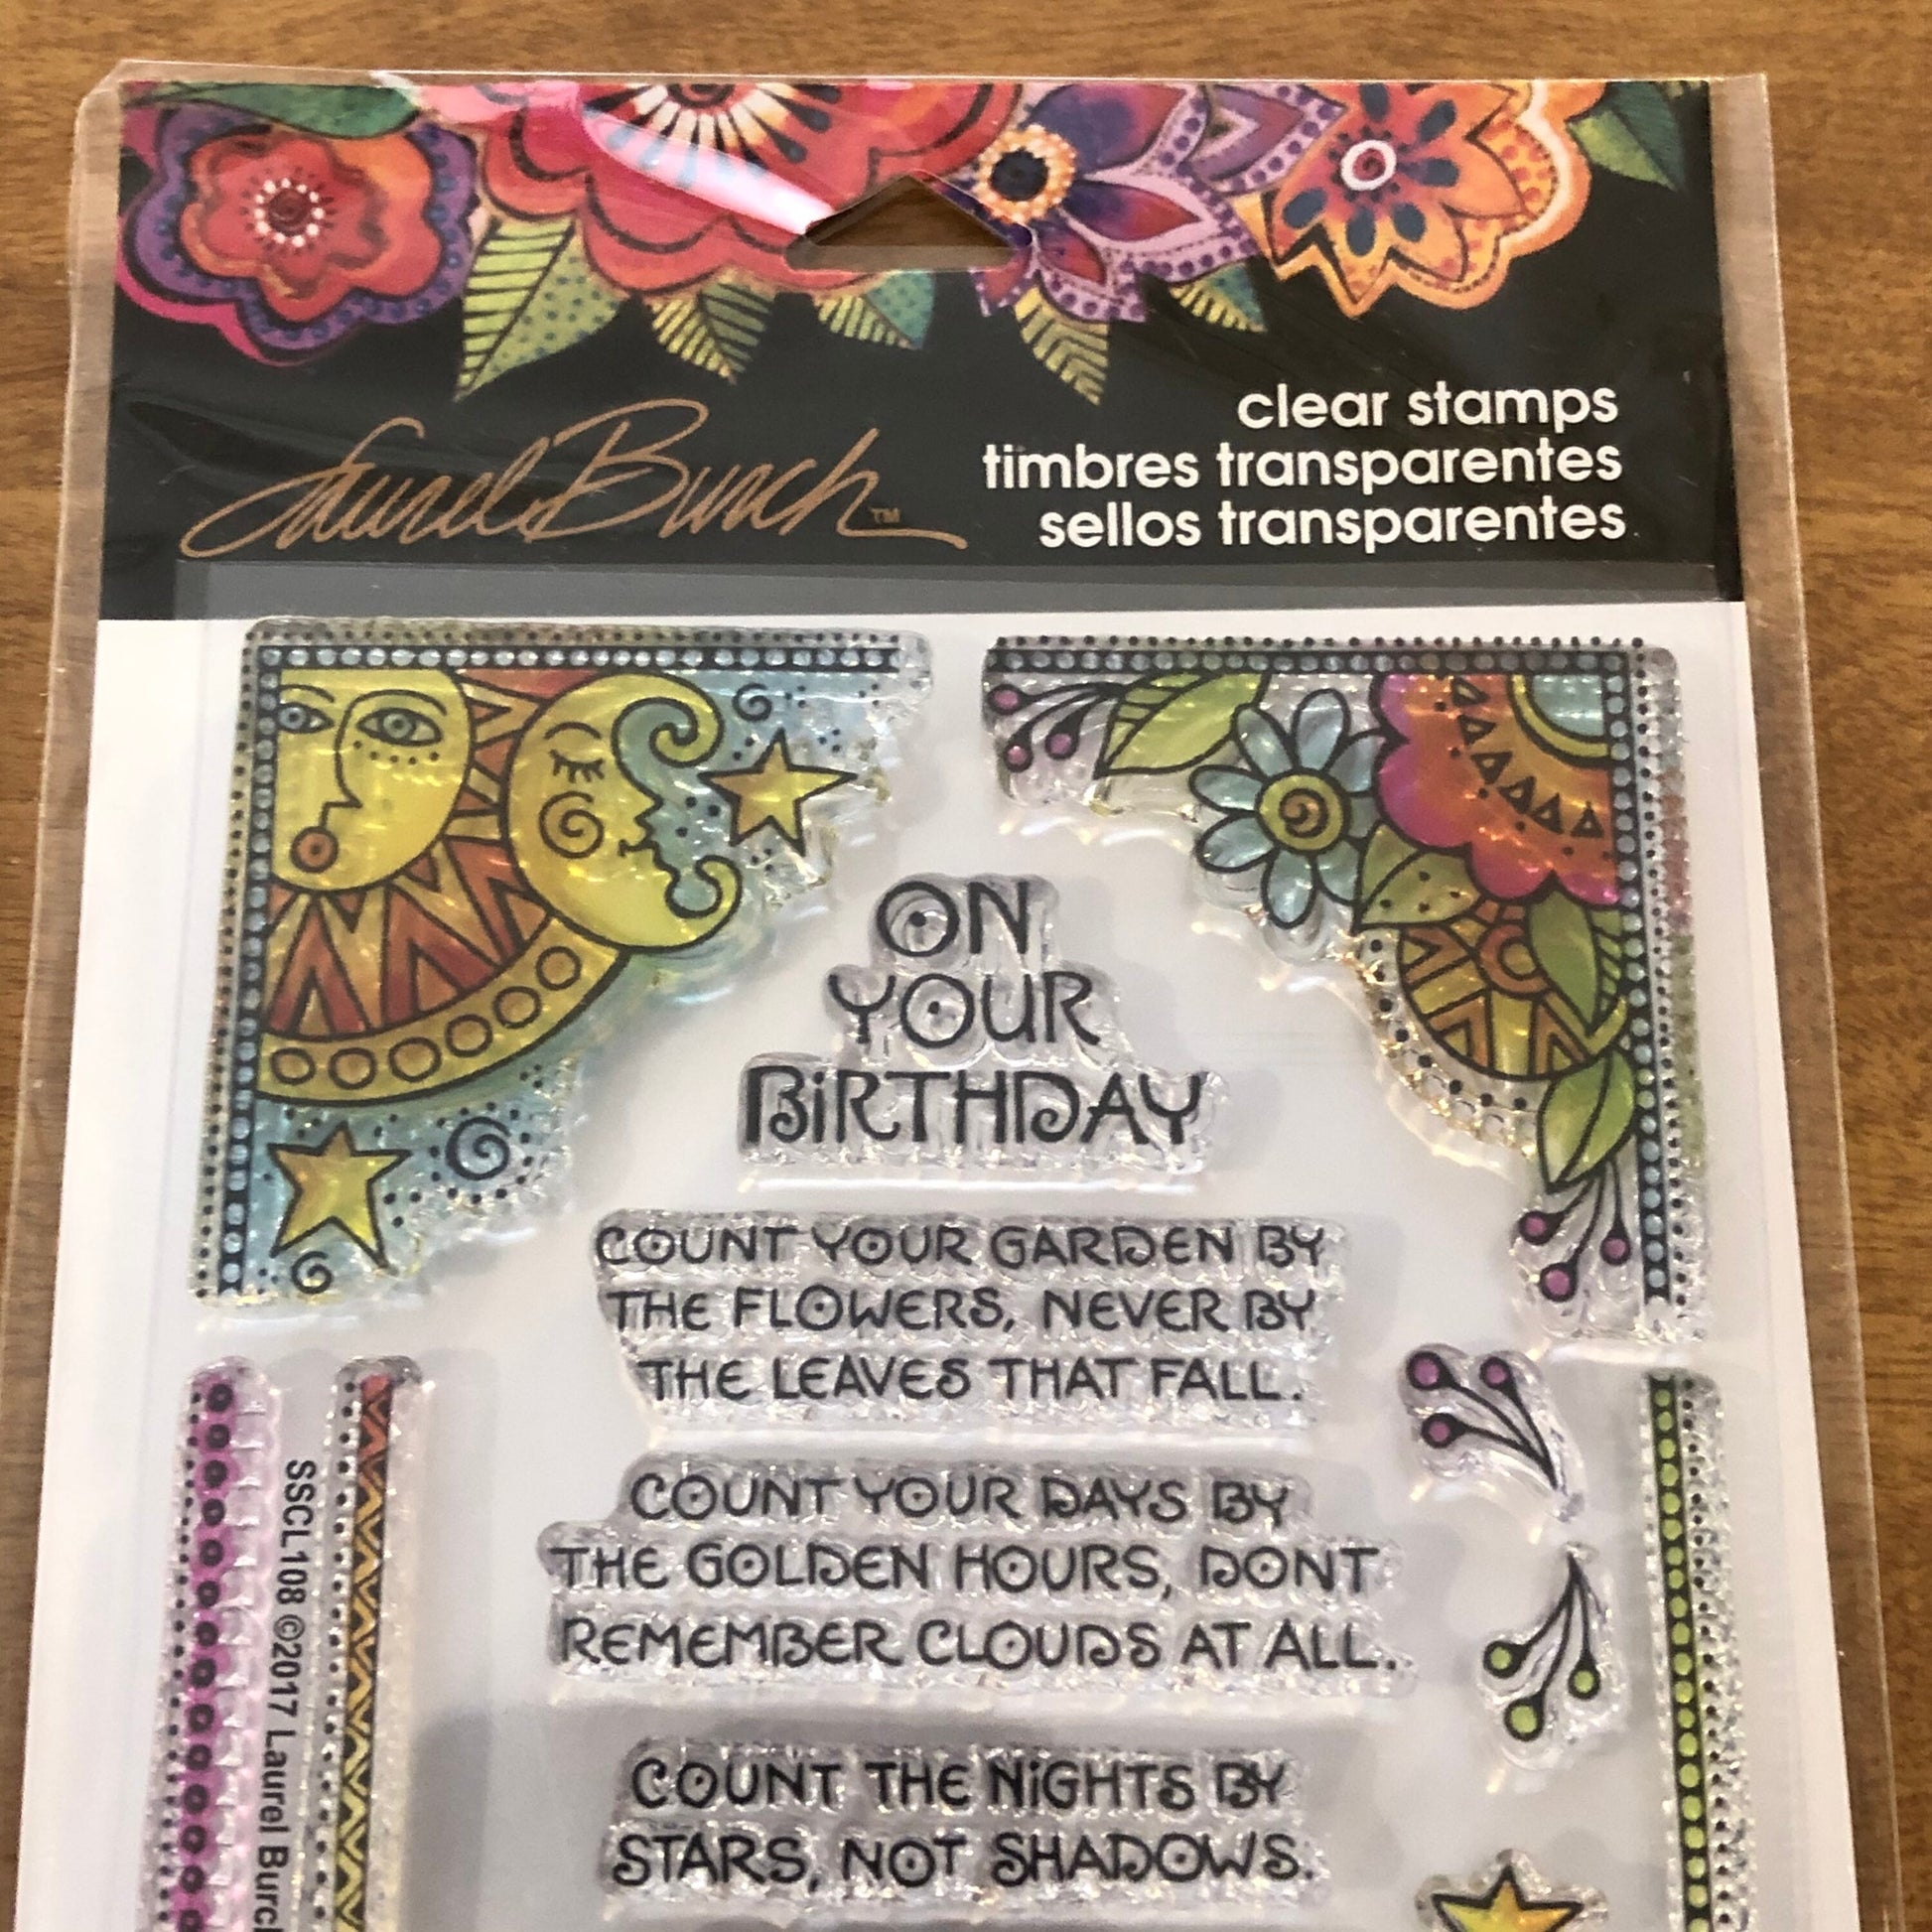 Laurel Burch™
clear stamps
timbres transparentes
sellos transparentes
ON
YOUR
BiRTHDAY
COUNT YOUR GARDEN BY
THE FLOWERS, NEVER BY
THE LEAVES THAT FALL.
COUNT YOUR DAYS BY
THE GOLDEN HOURS, DONT
REMEMBER CLOUDS AT ALL.
COUNT THE NiGHTS BY
STARS, NOT SHADOWS.
SSCL108 ©2017 Laurel Burch